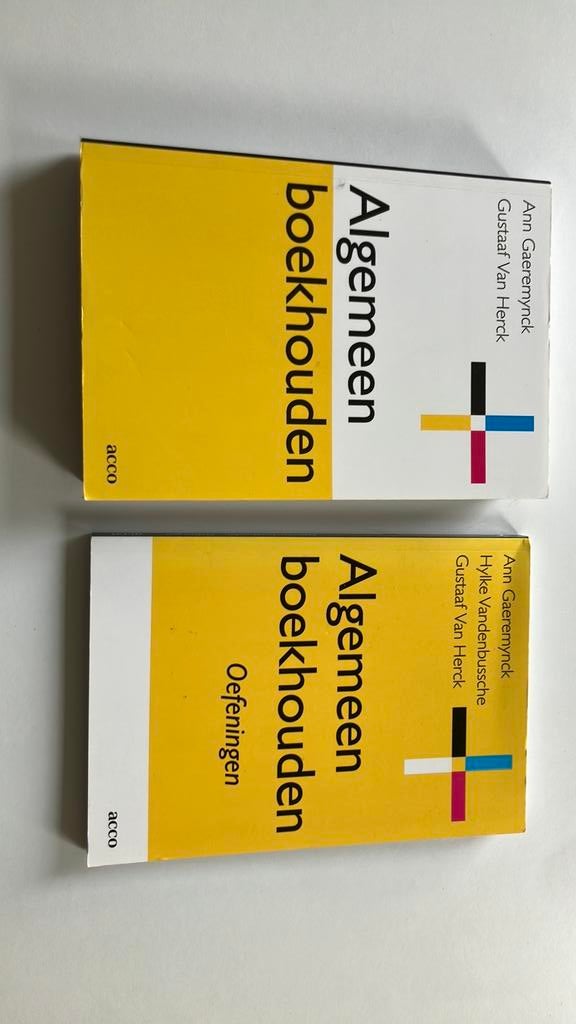 Ann Gaeremynck
Gustaaf Van Herck
Algemeen
boekhouden
acco
Ann Gaeremynck
Hylke Vandenbussche
Gustaaf Van Herck
Algemeen
boekhouden
Oefeningen
acco